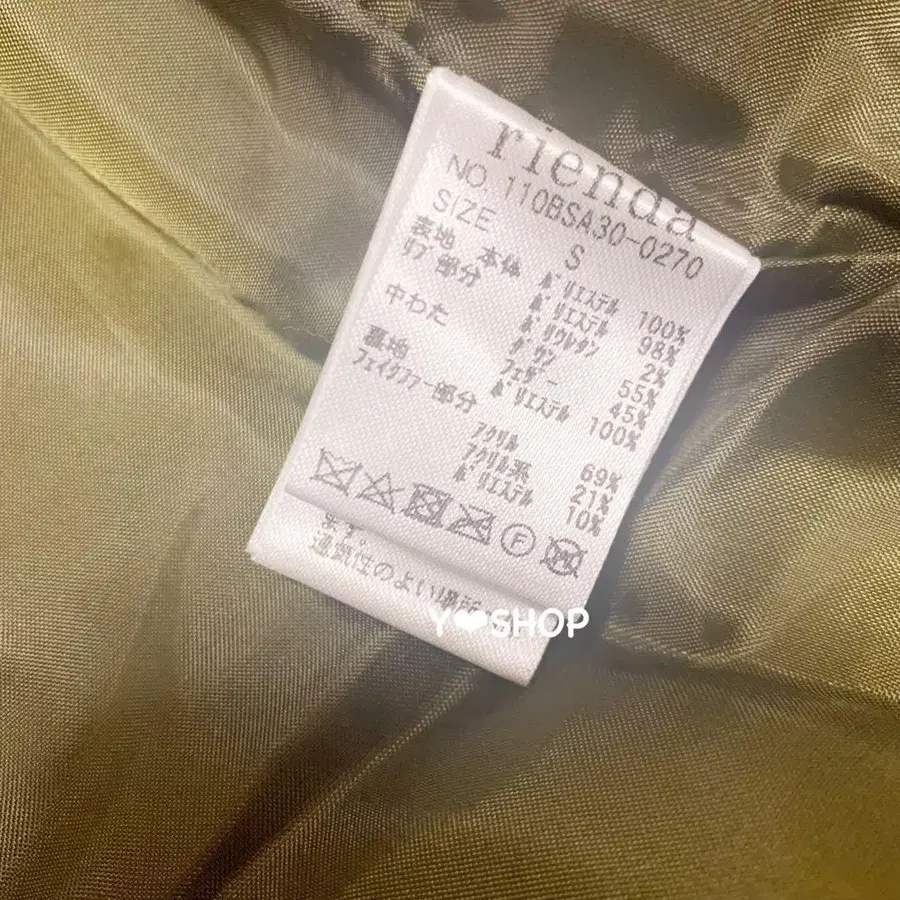 rienda
NO. 110BSA30-0270
SIZE S
表地 本体 ポリエステル 100%
リブ部分 ポリエステル 98%
ポリウレタン 2%
中わた ダウン 55%
フェザー 45%
裏地 ポリエステル 100%
フェイクファー部分
アクリル 69%
アクリル系 21%
ポリエステル 10%
F
ます。
通気性のよい場所
Y❤SHOP